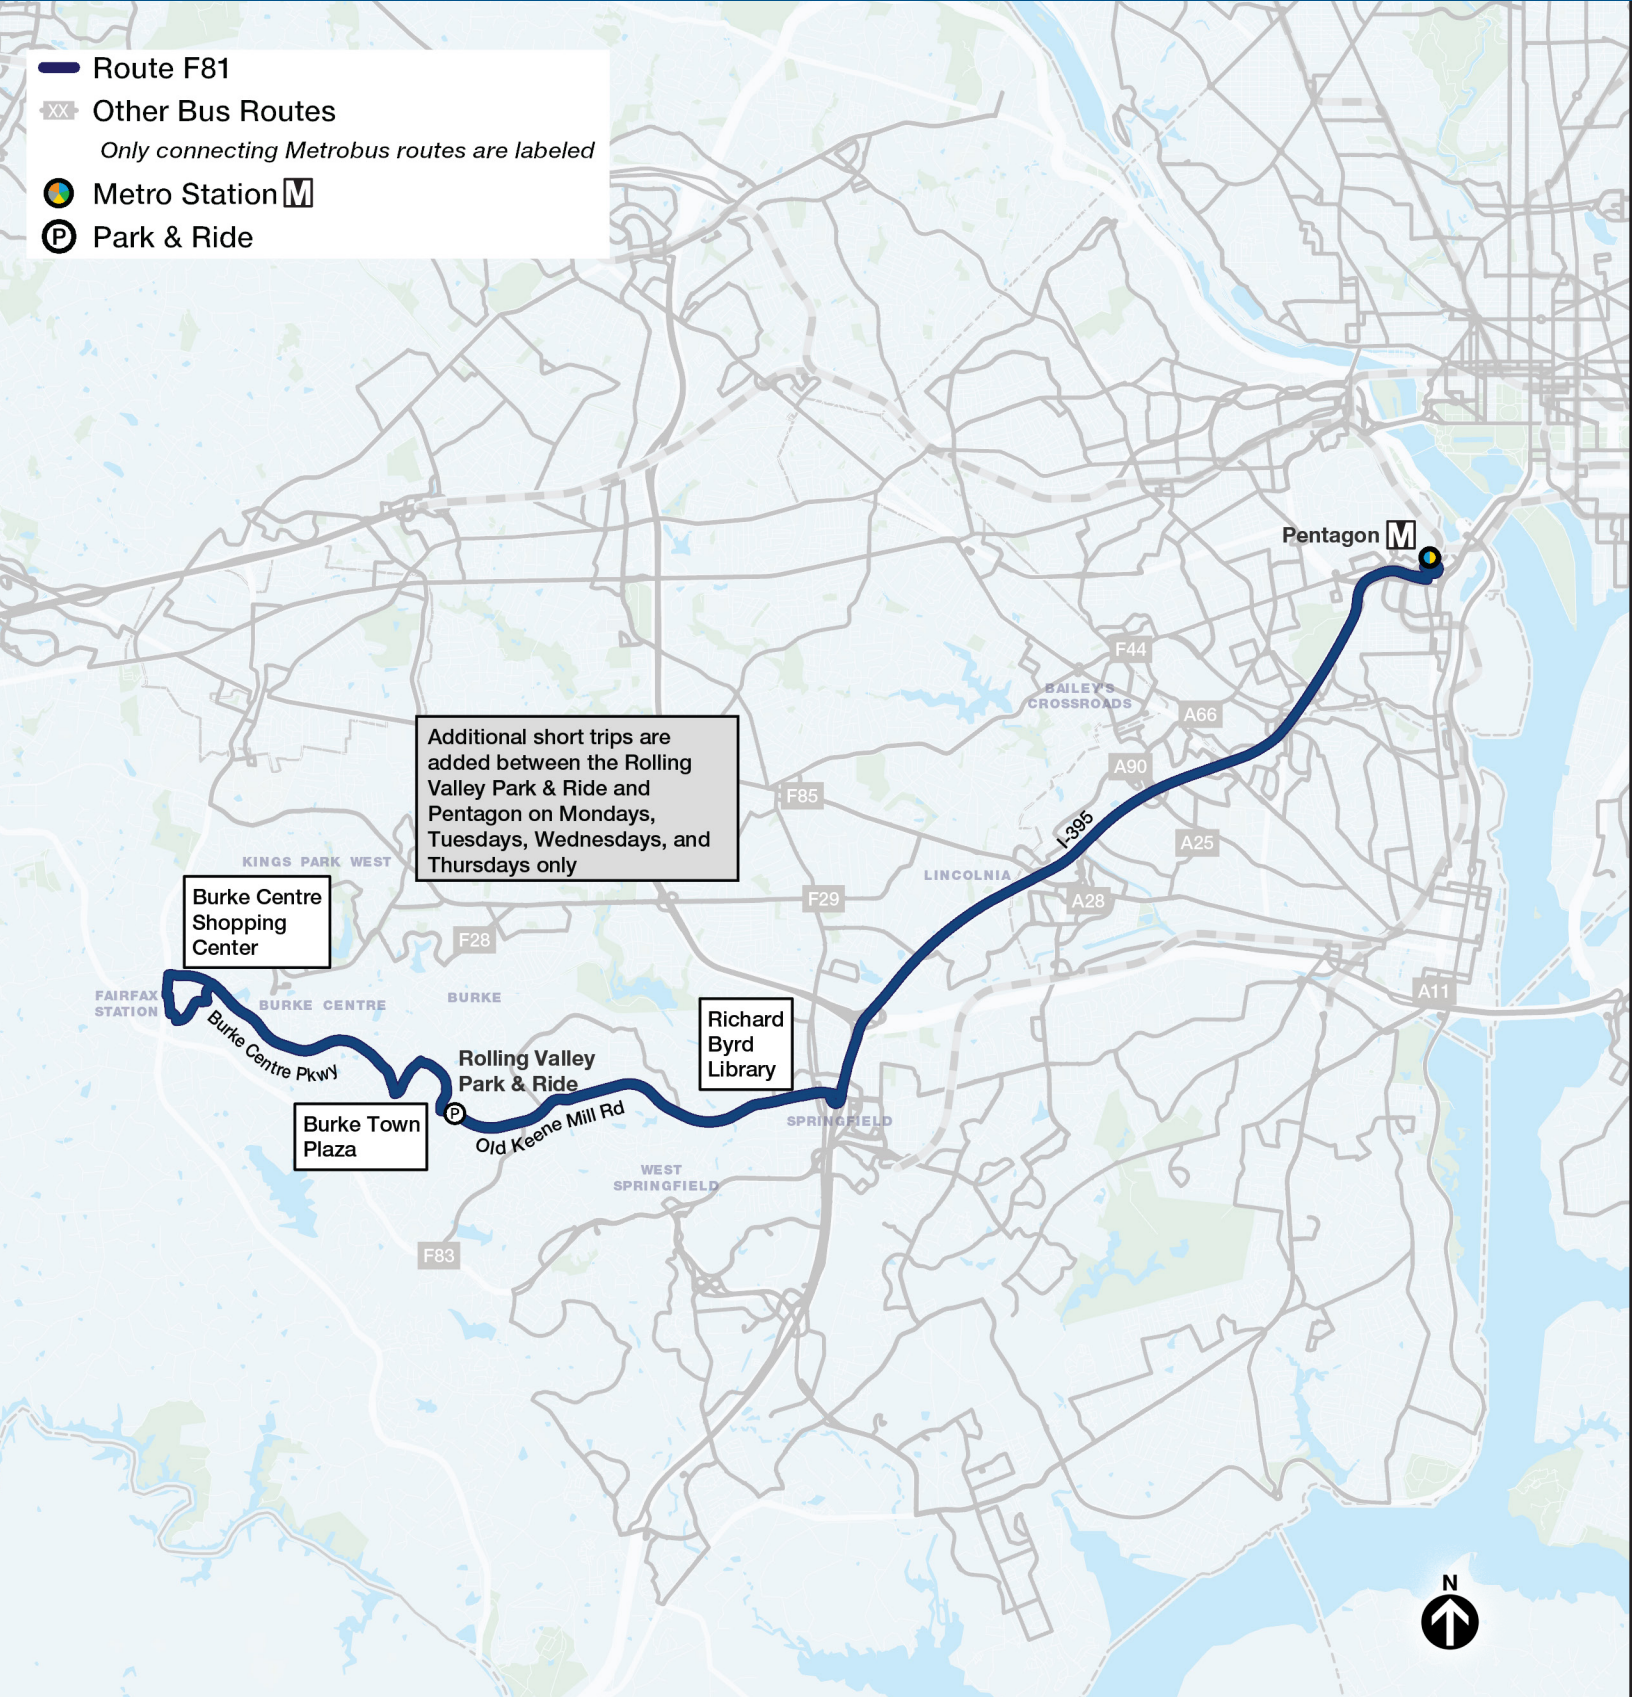 Route F81
XX Other Bus Routes
Only connecting Metrobus routes are labeled
Metro Station M
P Park & Ride
Pentagon M
F44
BAILEY'S
CROSSROADS
A66
A90
I-395
A25
F85
Additional short trips are
added between the Rolling
Valley Park & Ride and
Pentagon on Mondays,
Tuesdays, Wednesdays, and
Thursdays only
KINGS PARK WEST
LINCOLNIA
F29
A28
Burke Centre
Shopping
Center
F28
FAIRFAX
STATION
BURKE CENTRE
BURKE
A11
Burke Centre Pkwy
Richard
Byrd
Library
Rolling Valley
Park & Ride
P
Old Keene Mill Rd
Burke Town
Plaza
SPRINGFIELD
WEST
SPRINGFIELD
F83
N